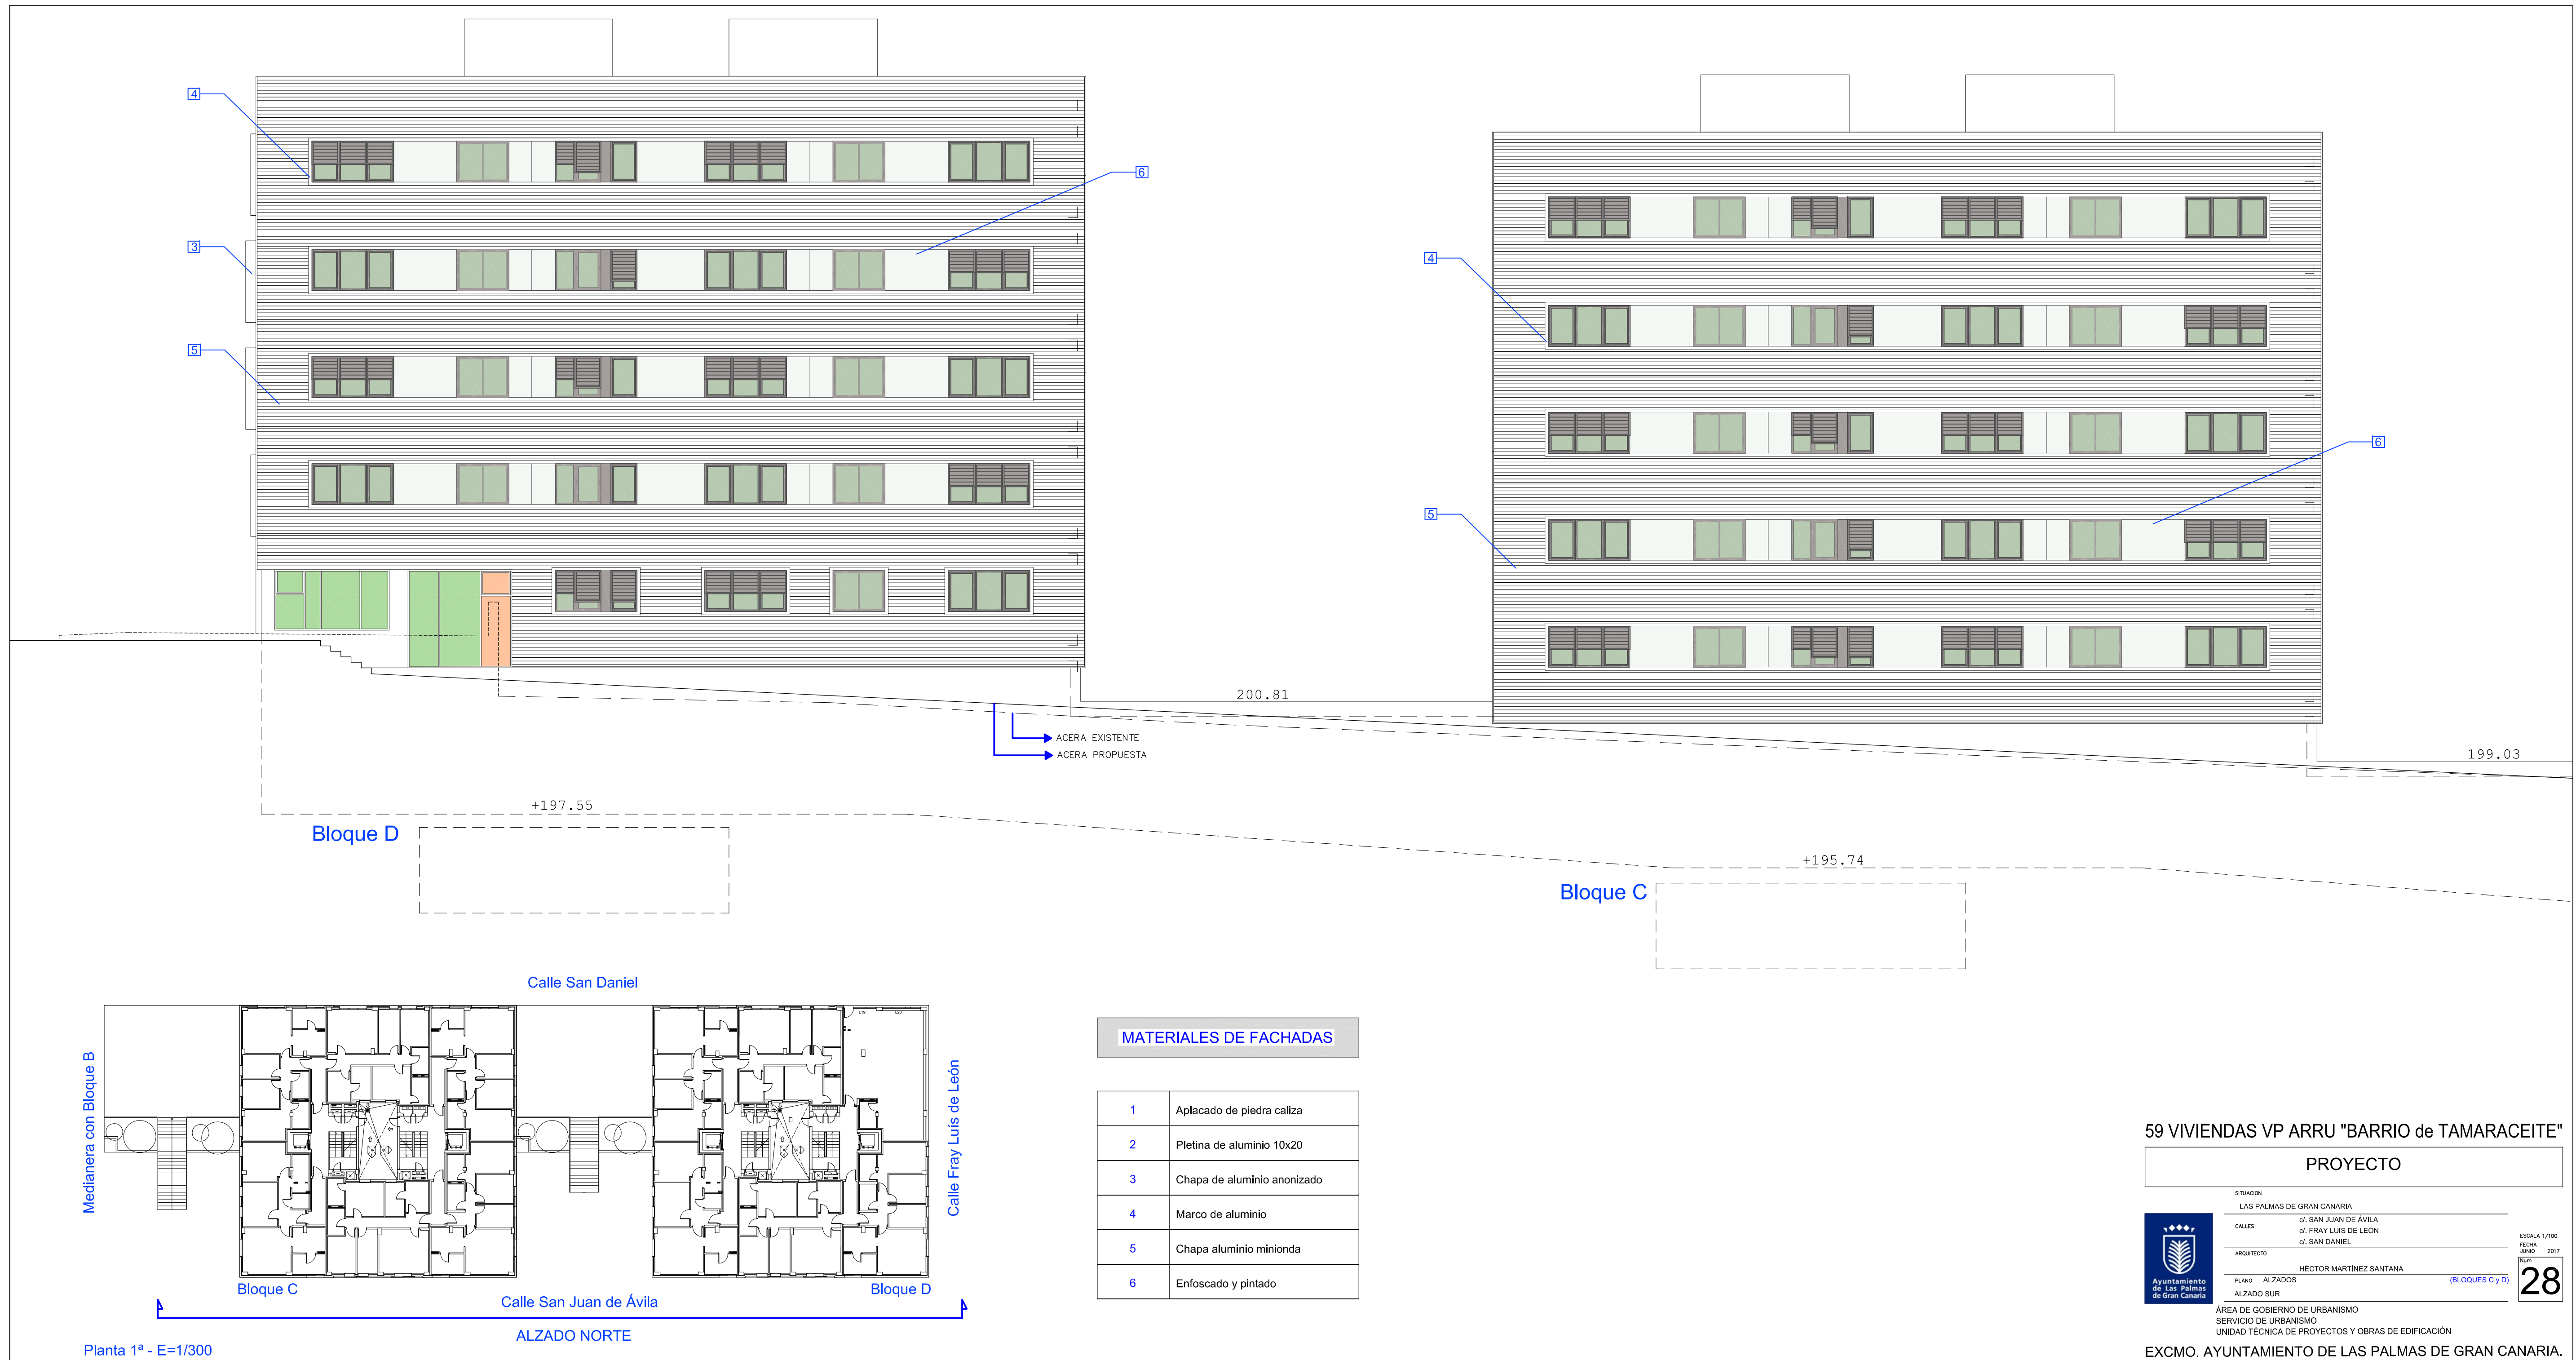 4
6
3
4
5
6
5
200.81
ACERA EXISTENTE
ACERA PROPUESTA
199.03
+197.55
Bloque D
+195.74
Bloque C
Calle San Daniel
Medianera con Bloque B
L19
L20
Calle Fray Luís de León
Bloque C
Bloque D
Calle San Juan de Ávila
ALZADO NORTE
Planta 1ª - E=1/300
MATERIALES DE FACHADAS
1 Aplacado de piedra caliza
2 Pletina de aluminio 10x20
3 Chapa de aluminio anonizado
4 Marco de aluminio
5 Chapa aluminio minionda
6 Enfoscado y pintado
59 VIVIENDAS VP ARRU "BARRIO de TAMARACEITE"
PROYECTO
SITUACION
LAS PALMAS DE GRAN CANARIA
CALLES
c/. SAN JUAN DE ÁVILA
c/. FRAY LUIS DE LEÓN
c/. SAN DANIEL
ARQUITECTO
HÉCTOR MARTÍNEZ SANTANA
PLANO ALZADOS (BLOQUES C y D)
ALZADO SUR
ESCALA 1/100
FECHA
JUNIO 2017
Num
28
Ayuntamiento
de Las Palmas
de Gran Canaria
ÁREA DE GOBIERNO DE URBANISMO
SERVICIO DE URBANISMO
UNIDAD TÉCNICA DE PROYECTOS Y OBRAS DE EDIFICACIÓN
EXCMO. AYUNTAMIENTO DE LAS PALMAS DE GRAN CANARIA.